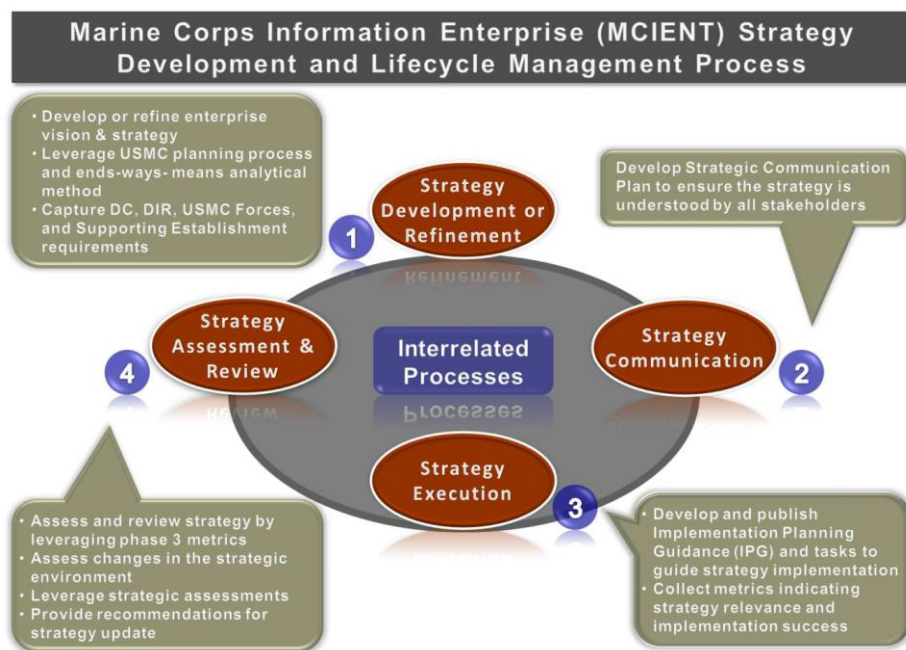 Marine Corps Information Enterprise (MCIENT) Strategy
Development and Lifecycle Management Process
• Develop or refine enterprise
vision & strategy
• Leverage USMC planning process
and ends-ways- means analytical
method
• Capture DC, DIR, USMC Forces,
and Supporting Establishment
requirements
1
Strategy
Development or
Refinement
Develop Strategic Communication
Plan to ensure the strategy is
understood by all stakeholders
Strategy
Assessment &
Review
4
Interrelated
Processes
Strategy
Communication
2
Strategy
Execution
3
• Assess and review strategy by
leveraging phase 3 metrics
• Assess changes in the strategic
environment
• Leverage strategic assessments
• Provide recommendations for
strategy update
• Develop and publish
Implementation Planning
Guidance (IPG) and tasks to
guide strategy implementation
• Collect metrics indicating
strategy relevance and
implementation success